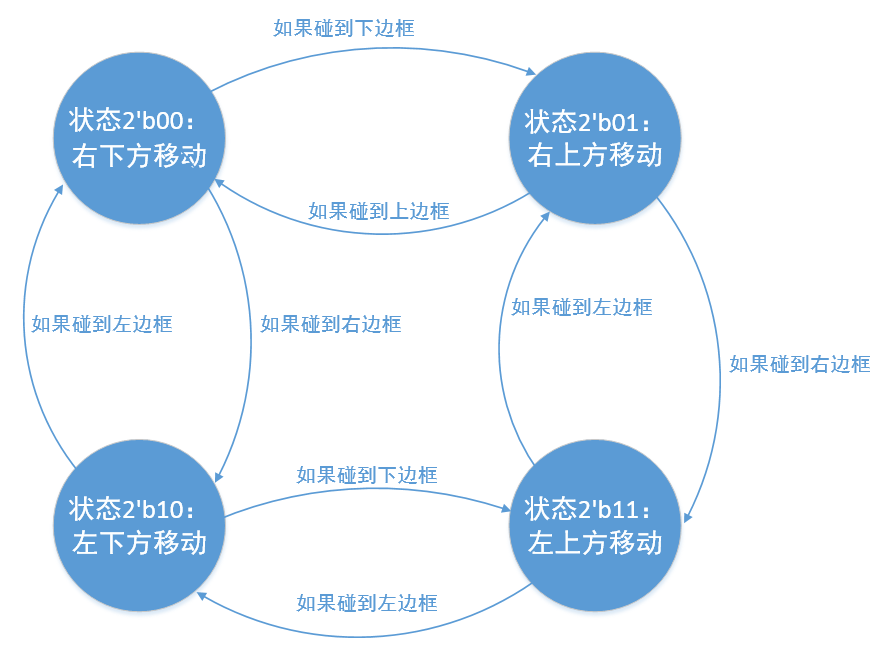 如果碰到下边框
状态2'b00：
右下方移动
状态2'b01：
右上方移动
如果碰到上边框
如果碰到左边框
如果碰到右边框
如果碰到左边框
如果碰到右边框
如果碰到下边框
状态2'b10：
左下方移动
状态2'b11：
左上方移动
如果碰到左边框